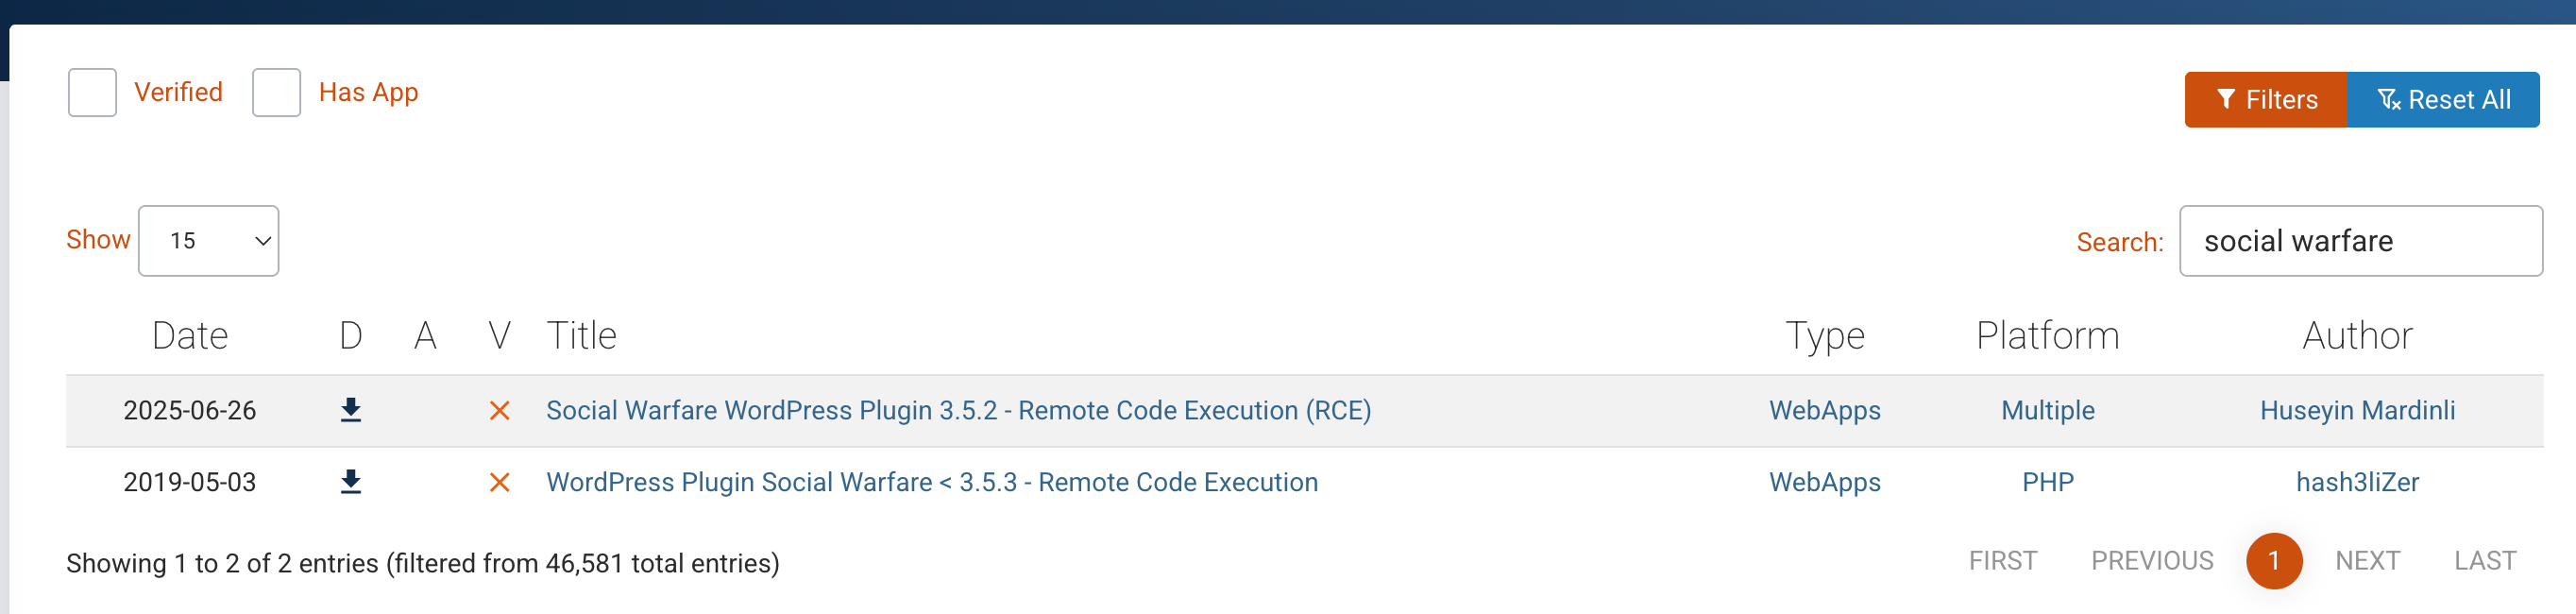 Verified Has App Filters Reset All
Show 15 Search: social warfare
Date D A V Title Type Platform Author
2025-06-26 Social Warfare WordPress Plugin 3.5.2 - Remote Code Execution (RCE) WebApps Multiple Huseyin Mardinli
2019-05-03 WordPress Plugin Social Warfare < 3.5.3 - Remote Code Execution WebApps PHP hash3liZer
Showing 1 to 2 of 2 entries (filtered from 46,581 total entries) FIRST PREVIOUS 1 NEXT LAST